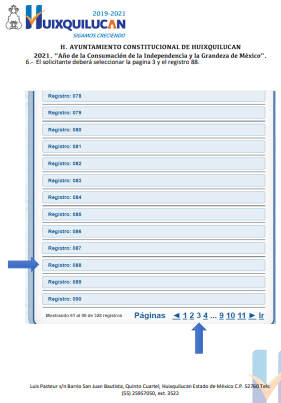 2019-2021
HUIXQUILUCAN
SIGAMOS CRECIENDO
H. AYUNTAMIENTO CONSTITUCIONAL DE HUIXQUILUCAN
2021. "Año de la Consumación de la Independencia y la Grandeza de México".
6.- El solicitante deberá seleccionar la pagina 3 y el registro 88.
Registro: 078
Registro: 079
Registro: 080
Registro: 081
Registro: 082
Registro: 083
Registro: 084
Registro: 085
Registro: 086
Registro: 087
Registro: 088
Registro: 089
Registro: 090
Mostrando 61 al 90 de 328 registros Páginas ◄ 1 2 3 4 ... 9 10 11 ► Ir
Luis Pasteur s/n Barrio San Juan Bautista, Quinto Cuartel, Huixquilucan Estado de México C.P. 52760 Tels:
(55) 25957050, ext. 3522